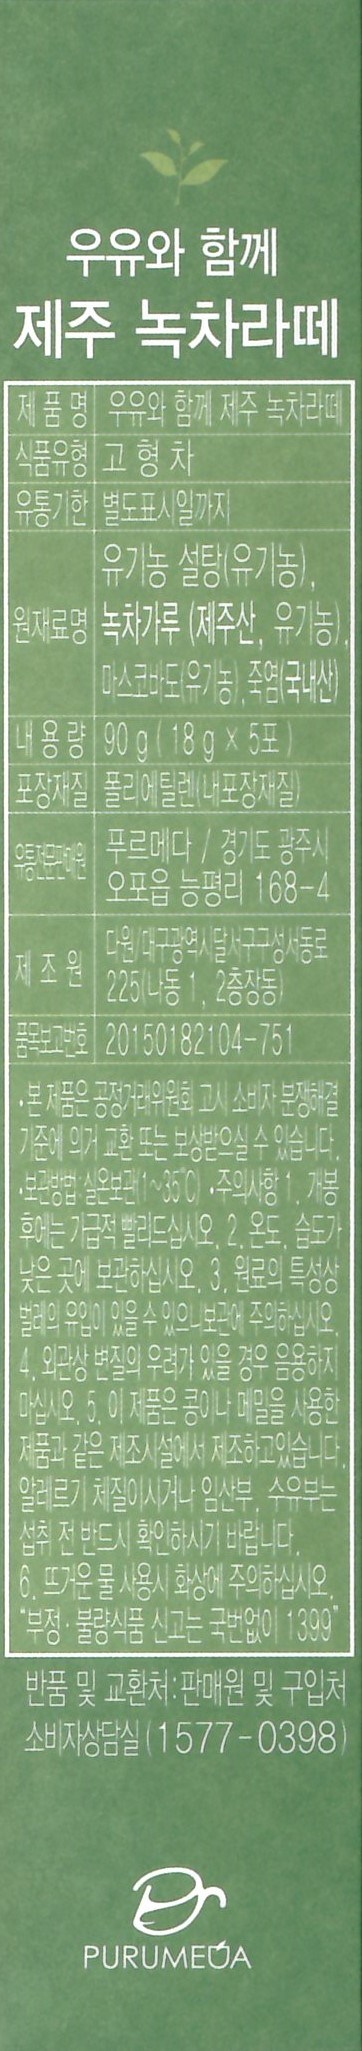 우유와 함께
제주 녹차라떼
제품명 우유와 함께 제주 녹차라떼
식품유형 고형차
유통기한 별도표시일까지
원재료명 유기농 설탕(유기농),
녹차가루 (제주산, 유기농),
마스코바도(유기농),죽염(국내산)
내용량 90g ( 18g × 5포 )
포장재질 폴리에틸렌(내포장재질)
유통전문판매원 푸르메다 / 경기도 광주시
오포읍 능평리 168-4
제조원 다원/대구광역시달서구구성서동로
225(나동 1, 2층장동)
품목보고번호 20150182104-751
·본 제품은 공정거래위원회 고시 소비자 분쟁해결
기준에 의거 교환 또는 보상받으실 수 있습니다.
·보관방법:실온보관(1~35℃) ·주의사항 1. 개봉
후에는 가급적 빨리드십시오. 2. 온도, 습도가
낮은 곳에 보관하십시오. 3. 원료의 특성상
벌레의 유입이 있을 수 있으니보관에 주의하십시오.
4. 외관상 변질의 우려가 있을 경우 음용하지
마십시오. 5. 이 제품은 콩이나 메밀을 사용한
제품과 같은 제조시설에서 제조하고있습니다.
알레르기 체질이시거나 임산부, 수유부는
섭취 전 반드시 확인하시기 바랍니다.
6. 뜨거운 물 사용시 화상에 주의하십시오.
"부정·불량식품 신고는 국번없이 1399"
반품 및 교환처:판매원 및 구입처
소비자상담실(1577-0398)
PURUMEDA